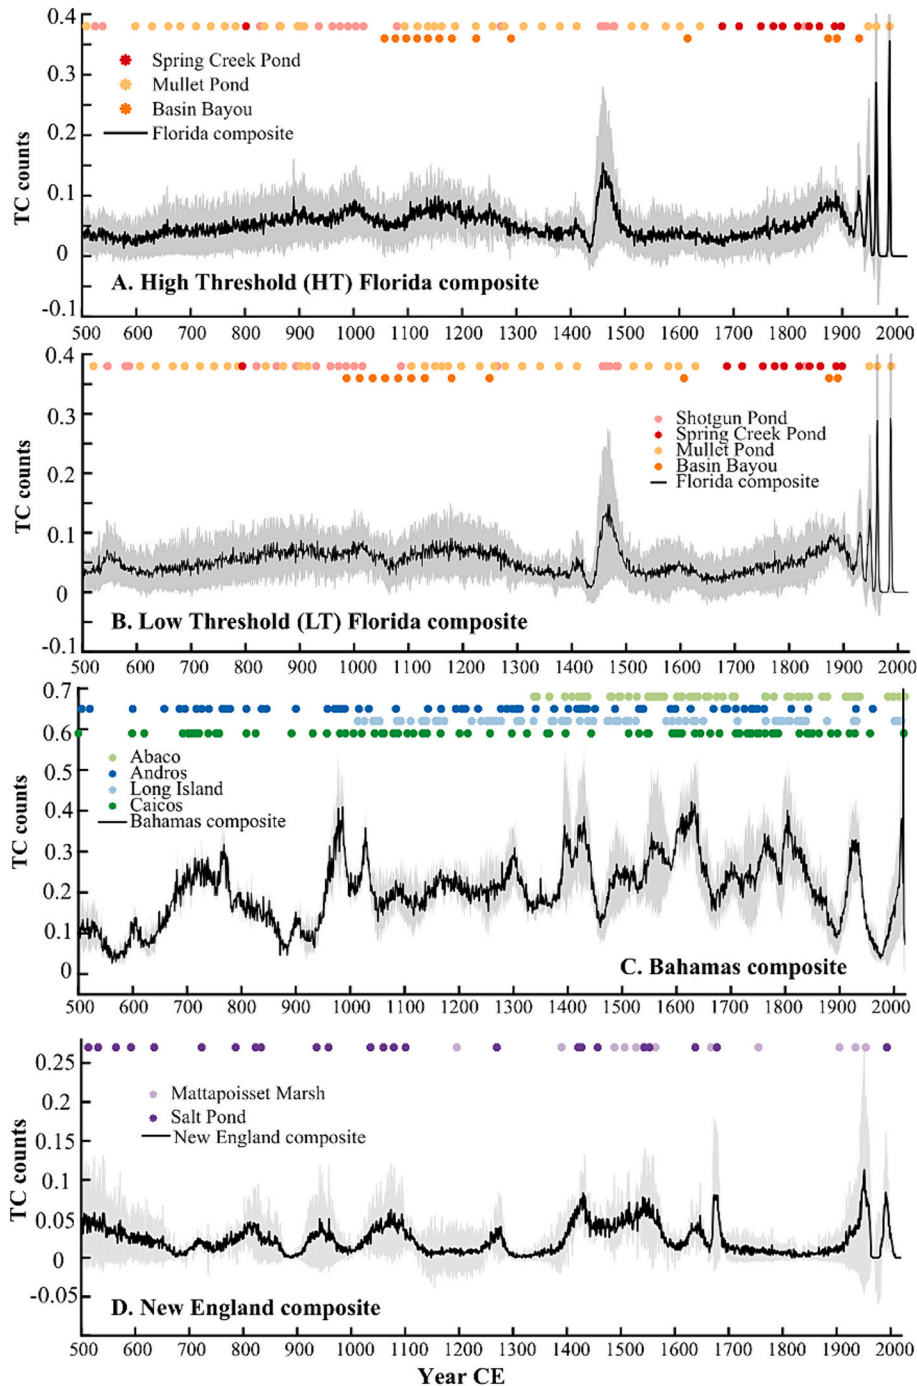 0.4
0.3
0.2
0.1
0
-0.1
TC counts
Spring Creek Pond
Mullet Pond
Basin Bayou
Florida composite
A. High Threshold (HT) Florida composite
500 600 700 800 900 1000 1100 1200 1300 1400 1500 1600 1700 1800 1900 2000
0.4
0.3
0.2
0.1
0
-0.1
TC counts
Shotgun Pond
Spring Creek Pond
Mullet Pond
Basin Bayou
Florida composite
B. Low Threshold (LT) Florida composite
500 600 700 800 900 1000 1100 1200 1300 1400 1500 1600 1700 1800 1900 2000
0.7
0.6
0.5
0.4
0.3
0.2
0.1
0
TC counts
Abaco
Andros
Long Island
Caicos
Bahamas composite
C. Bahamas composite
500 600 700 800 900 1000 1100 1200 1300 1400 1500 1600 1700 1800 1900 2000
0.25
0.2
0.15
0.1
0.05
0
-0.05
TC counts
Mattapoisset Marsh
Salt Pond
New England composite
D. New England composite
500 600 700 800 900 1000 1100 1200 1300 1400 1500 1600 1700 1800 1900 2000
Year CE